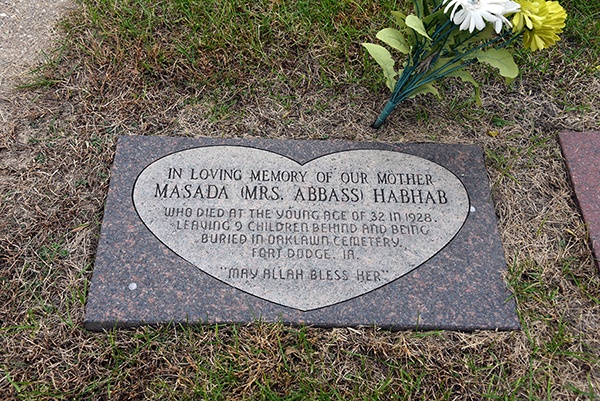 IN LOVING MEMORY OF OUR MOTHER
MASADA (MRS. ABBASS) HABHAB
WHO DIED AT THE YOUNG AGE OF 32 IN 1928.
LEAVING 9 CHILDREN BEHIND AND BEING
BURIED IN OAKLAWN CEMETERY,
FORT DODGE, IA.
"MAY ALLAH BLESS HER"